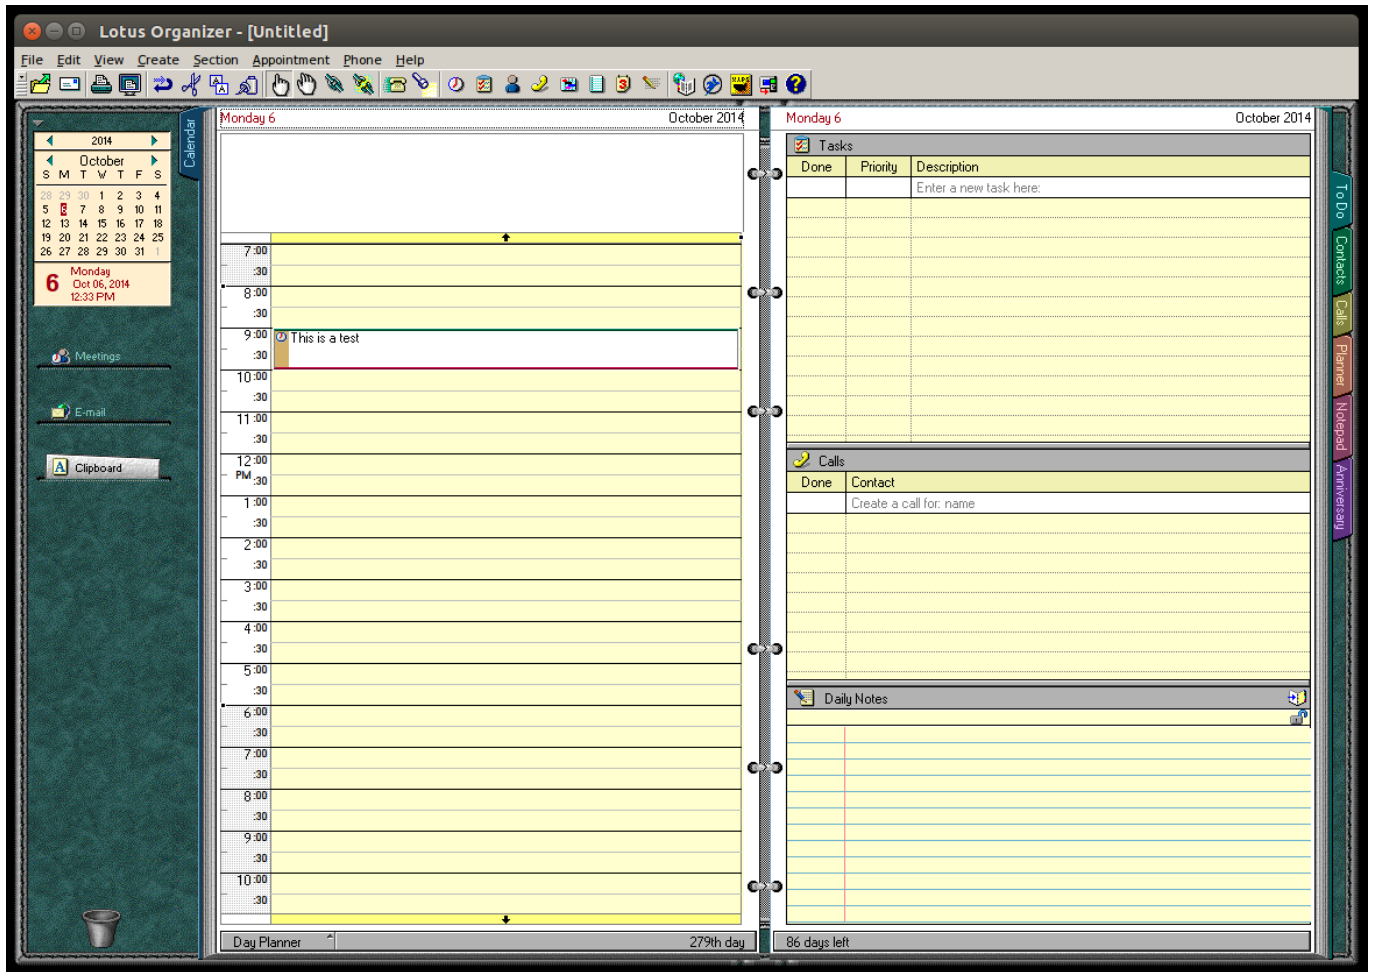 Lotus Organizer - [Untitled]
File Edit View Create Section Appointment Phone Help
Calendar
2014
October
S M T W T F S
28 29 30 1 2 3 4
5 6 7 8 9 10 11
12 13 14 15 16 17 18
19 20 21 22 23 24 25
26 27 28 29 30 31 1
6 Monday
Oct 06, 2014
12:33 PM
Meetings
E-mail
Clipboard
Monday 6 October 2014
7:00
:30
8:00
:30
9:00 This is a test
:30
10:00
:30
11:00
:30
12:00
PM :30
1:00
:30
2:00
:30
3:00
:30
4:00
:30
5:00
:30
6:00
:30
7:00
:30
8:00
:30
9:00
:30
10:00
:30
Day Planner 279th day
Monday 6 October 2014
Tasks
Done Priority Description
Enter a new task here:
Calls
Done Contact
Create a call for: name
Daily Notes
86 days left
To Do
Contacts
Calls
Planner
Notepad
Anniversary